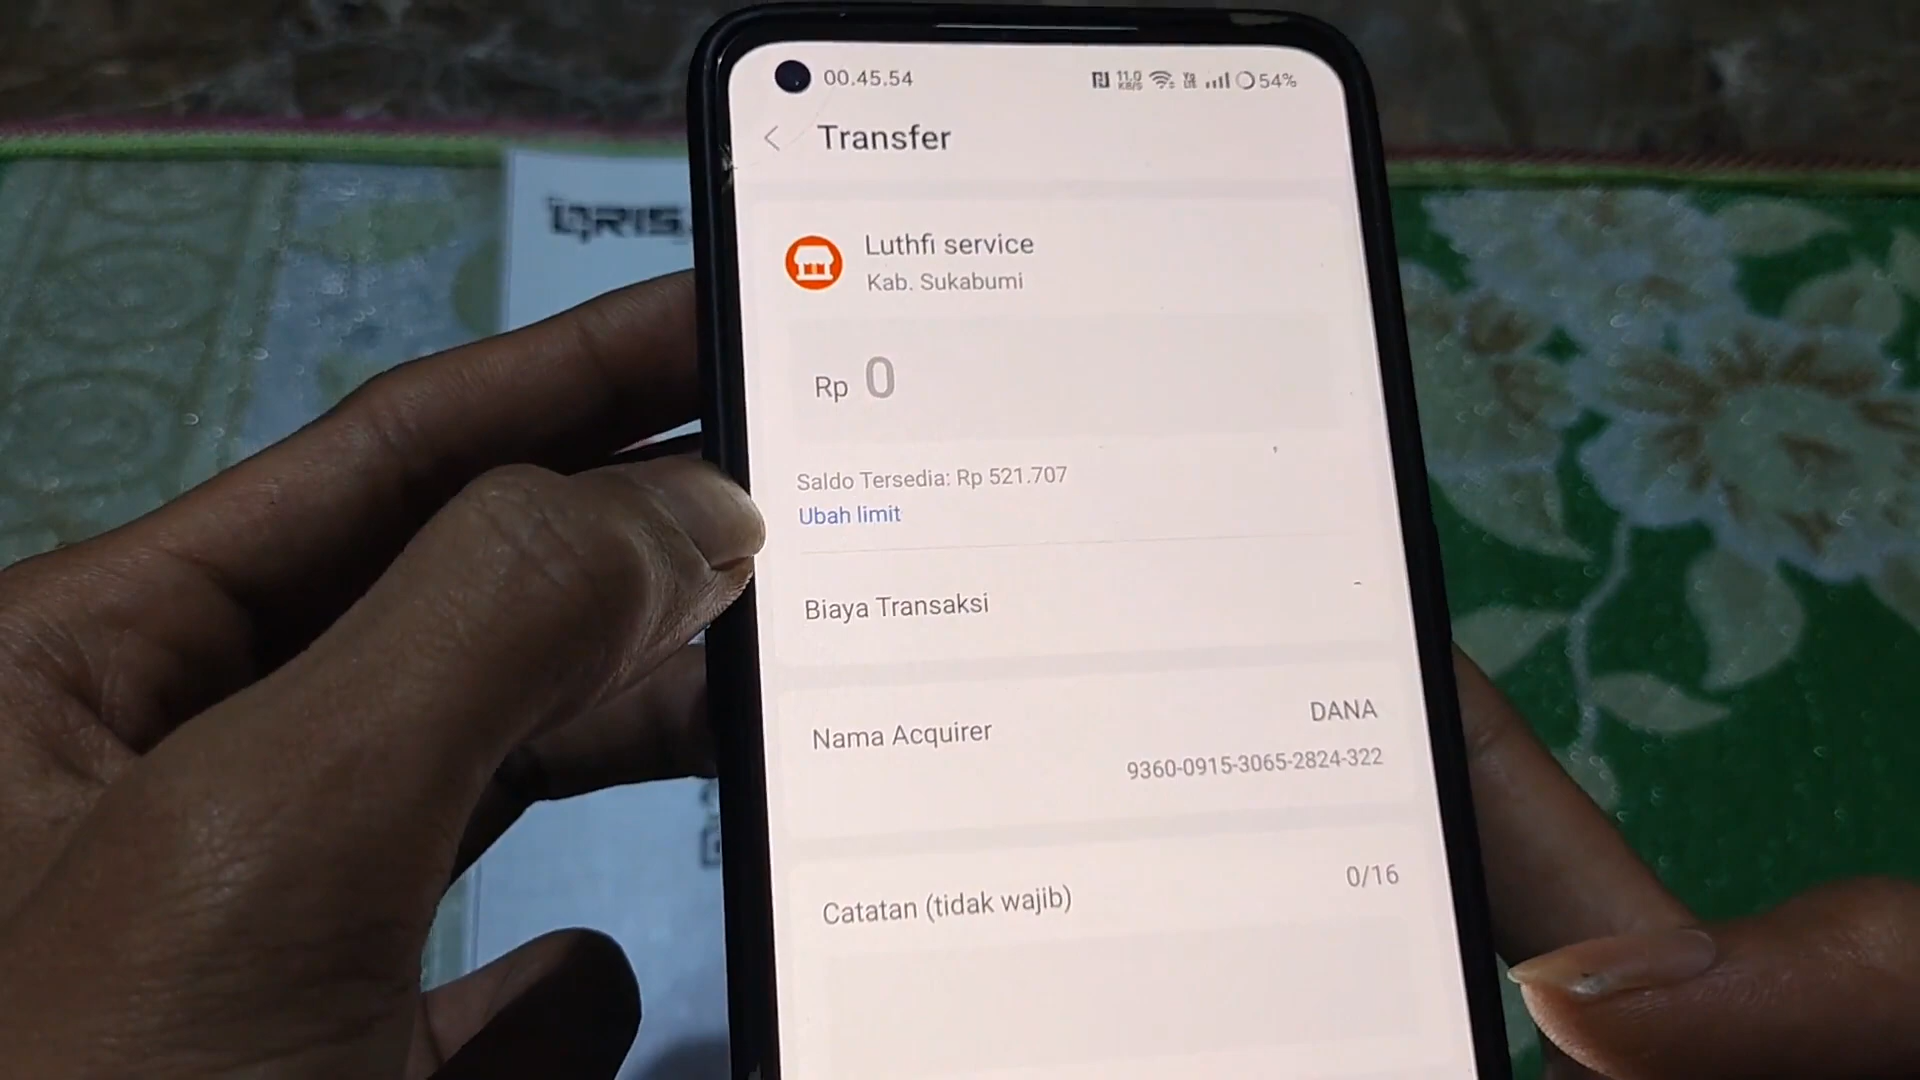 00.45.54
11.0
KB/S
54%
Transfer
QRIS
Luthfi service
Kab. Sukabumi
Rp 0
Saldo Tersedia: Rp 521.707
Ubah limit
Biaya Transaksi
-
Nama Acquirer
DANA
9360-0915-3065-2824-322
Catatan (tidak wajib)
0/16